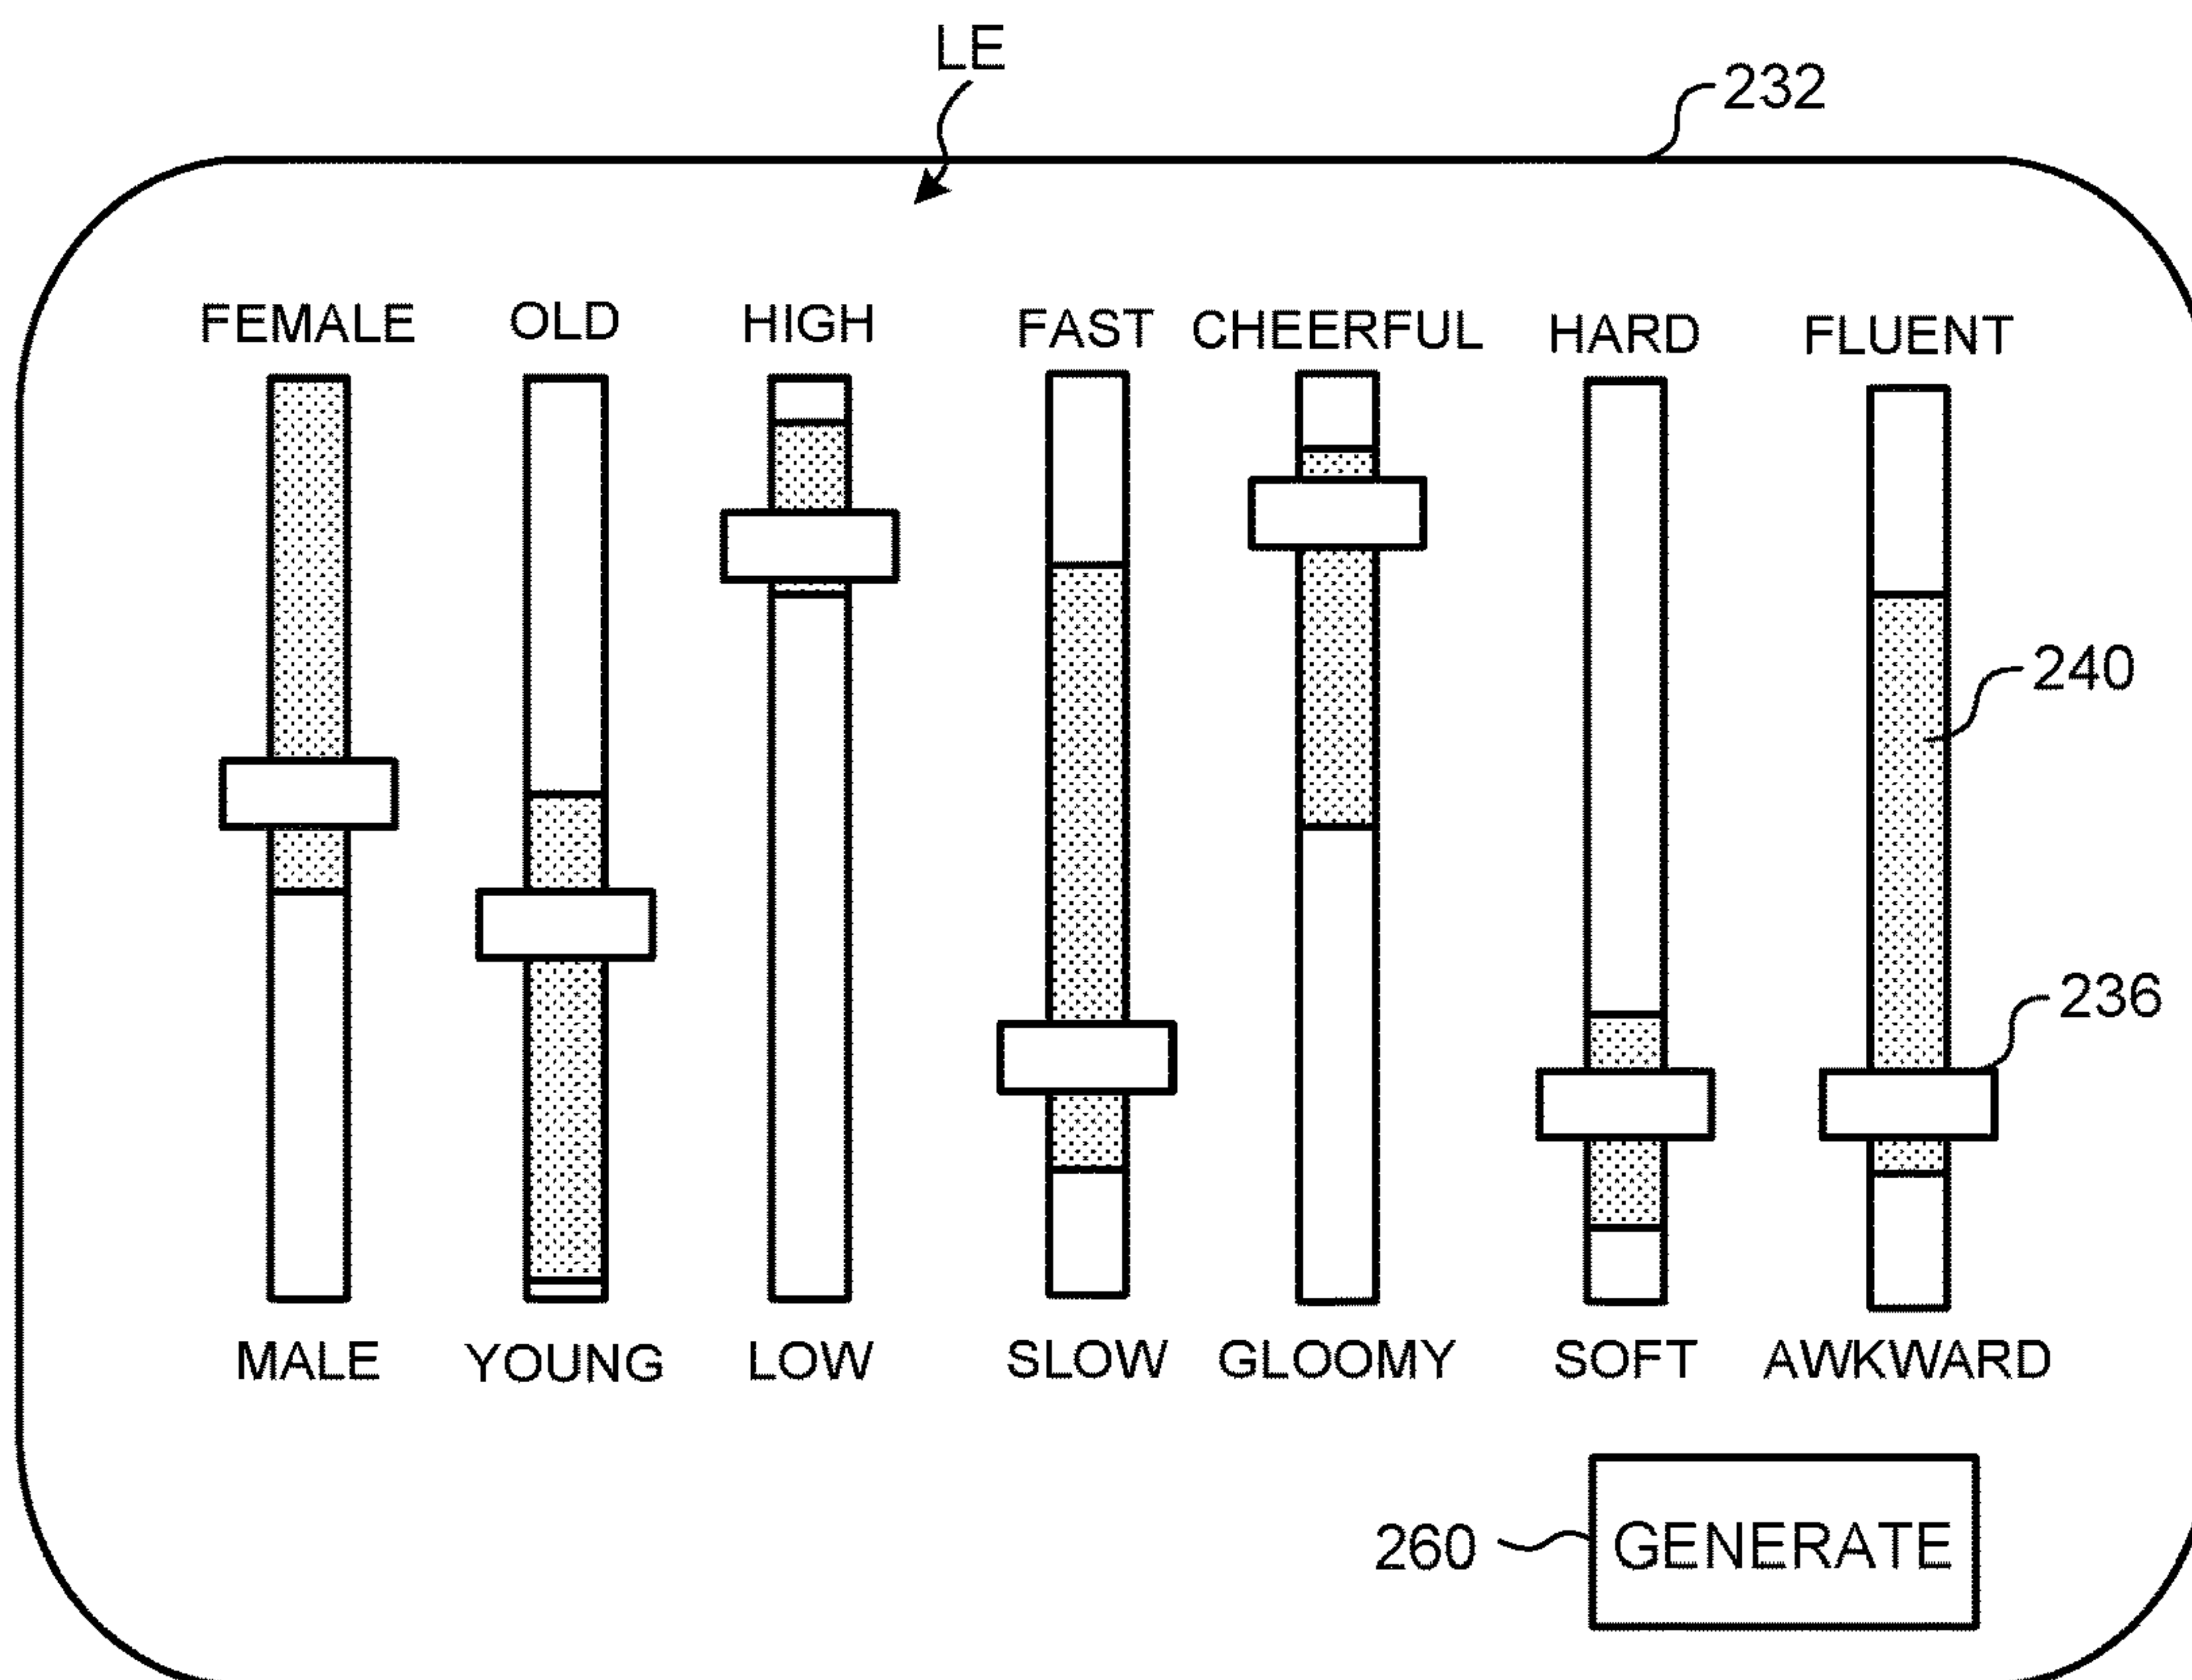 LE
232
FEMALE OLD HIGH FAST CHEERFUL HARD FLUENT
240
236
MALE YOUNG LOW SLOW GLOOMY SOFT AWKWARD
260 GENERATE